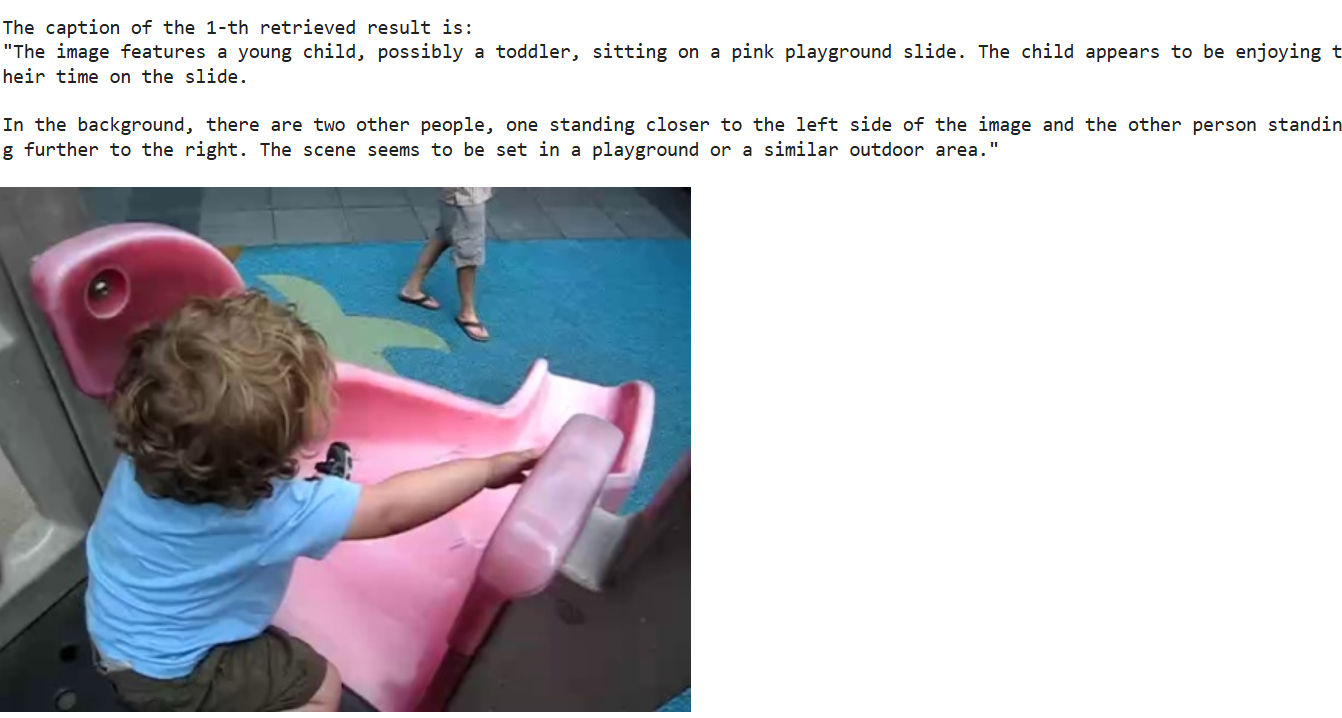 The caption of the 1-th retrieved result is:
"The image features a young child, possibly a toddler, sitting on a pink playground slide. The child appears to be enjoying t
heir time on the slide.
In the background, there are two other people, one standing closer to the left side of the image and the other person standin
g further to the right. The scene seems to be set in a playground or a similar outdoor area."